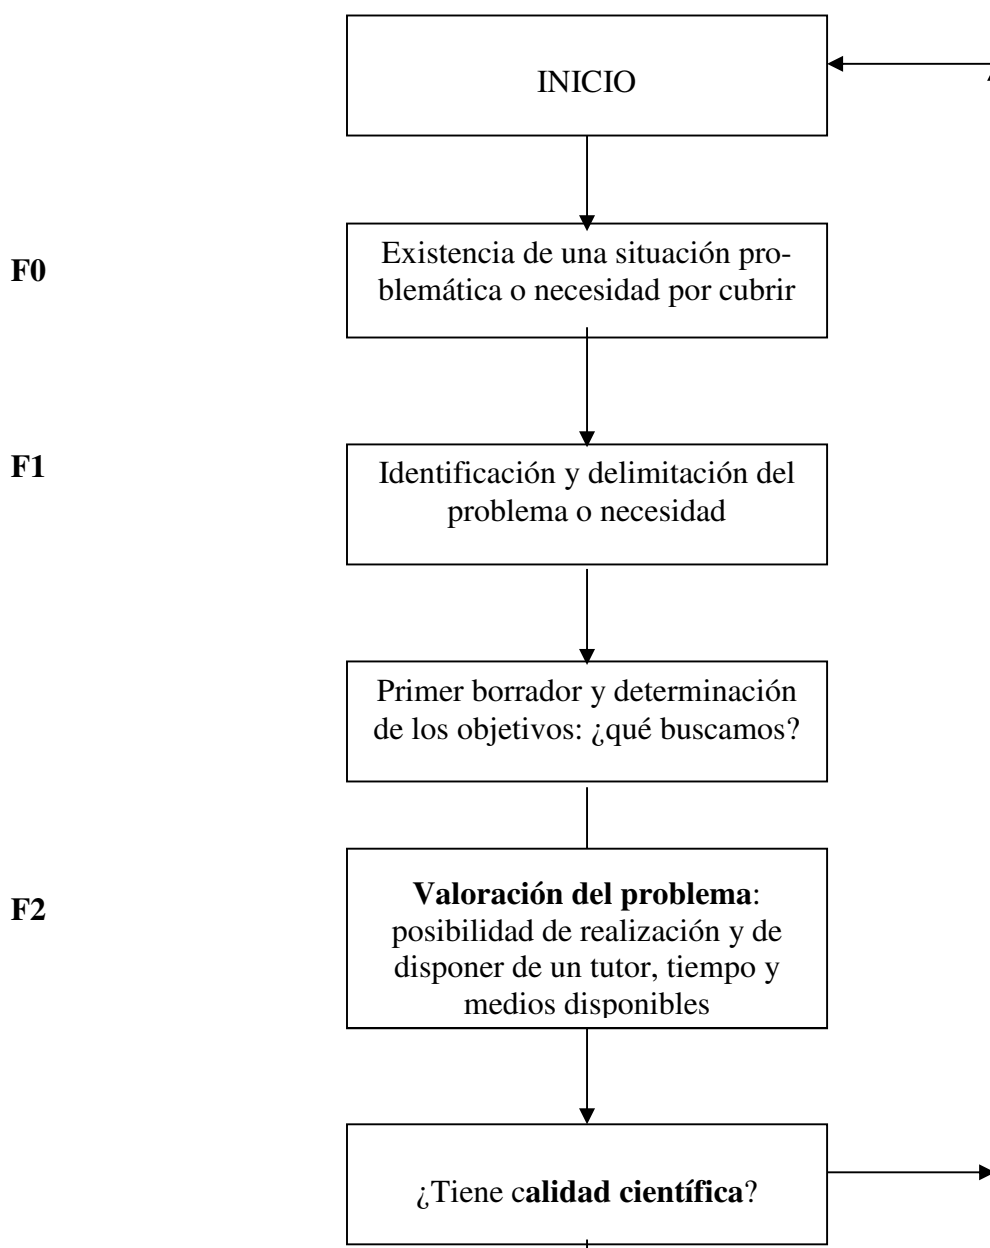 INICIO
F0
Existencia de una situación pro-
blemática o necesidad por cubrir
F1
Identificación y delimitación del
problema o necesidad
Primer borrador y determinación
de los objetivos: ¿qué buscamos?
F2
Valoración del problema:
posibilidad de realización y de
disponer de un tutor, tiempo y
medios disponibles
¿Tiene calidad científica?